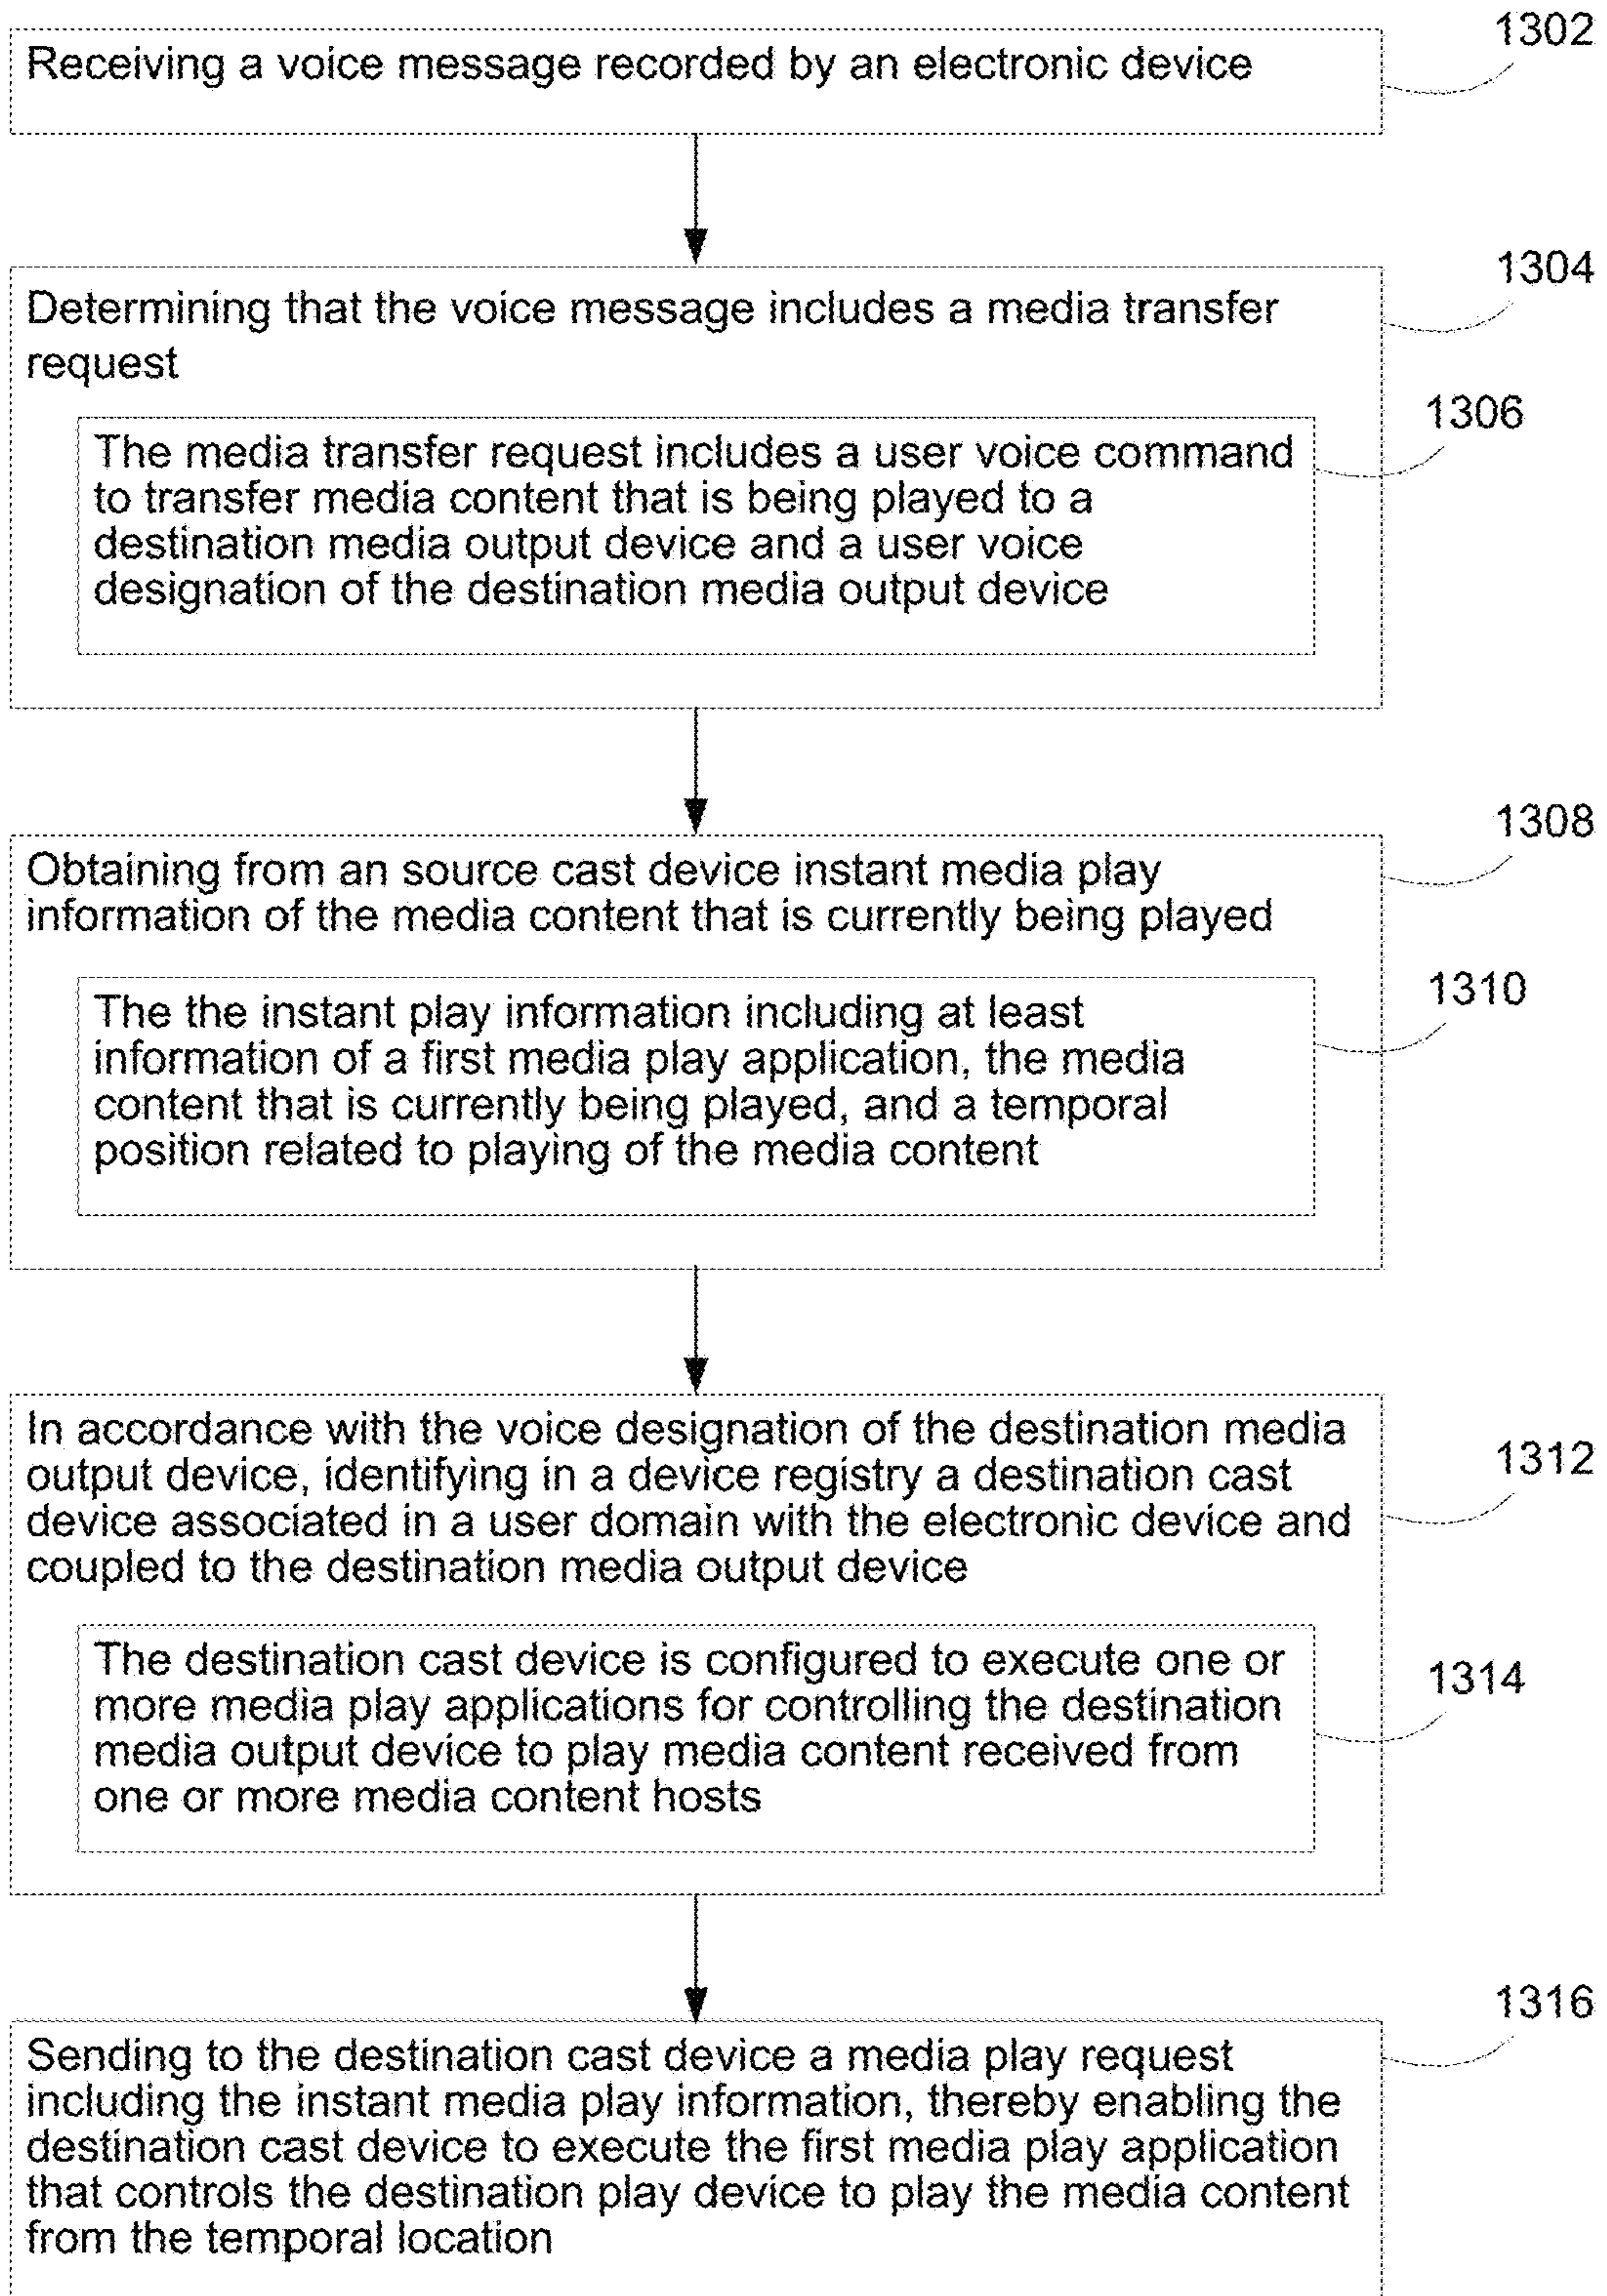 1302
Receiving a voice message recorded by an electronic device
1304
Determining that the voice message includes a media transfer
request
1306
The media transfer request includes a user voice command
to transfer media content that is being played to a
destination media output device and a user voice
designation of the destination media output device
1308
Obtaining from an source cast device instant media play
information of the media content that is currently being played
1310
The the instant play information including at least
information of a first media play application, the media
content that is currently being played, and a temporal
position related to playing of the media content
In accordance with the voice designation of the destination media
output device, identifying in a device registry a destination cast
device associated in a user domain with the electronic device and
coupled to the destination media output device
1312
The destination cast device is configured to execute one or
more media play applications for controlling the destination
media output device to play media content received from
one or more media content hosts
1314
1316
Sending to the destination cast device a media play request
including the instant media play information, thereby enabling the
destination cast device to execute the first media play application
that controls the destination play device to play the media content
from the temporal location